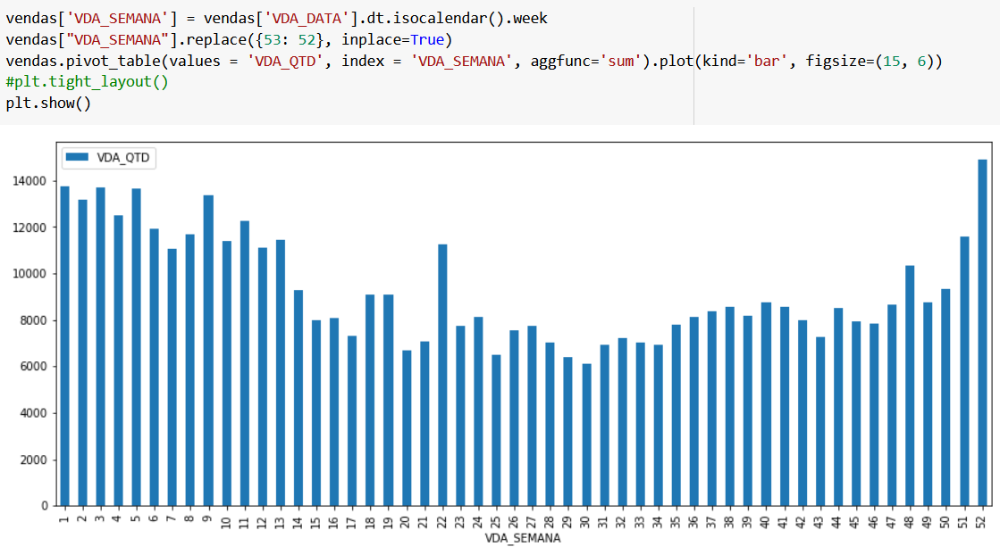 vendas['VDA_SEMANA'] = vendas['VDA_DATA'].dt.isocalendar().week
vendas["VDA_SEMANA"].replace({53: 52}, inplace=True)
vendas.pivot_table(values = 'VDA_QTD', index = 'VDA_SEMANA', aggfunc='sum').plot(kind='bar', figsize=(15, 6))
#plt.tight_layout()
plt.show()
VDA_QTD
14000
12000
10000
8000
6000
4000
2000
0
1 2 3 4 5 6 7 8 9 10 11 12 13 14 15 16 17 18 19 20 21 22 23 24 25 26 27 28 29 30 31 32 33 34 35 36 37 38 39 40 41 42 43 44 45 46 47 48 49 50 51 52
VDA_SEMANA